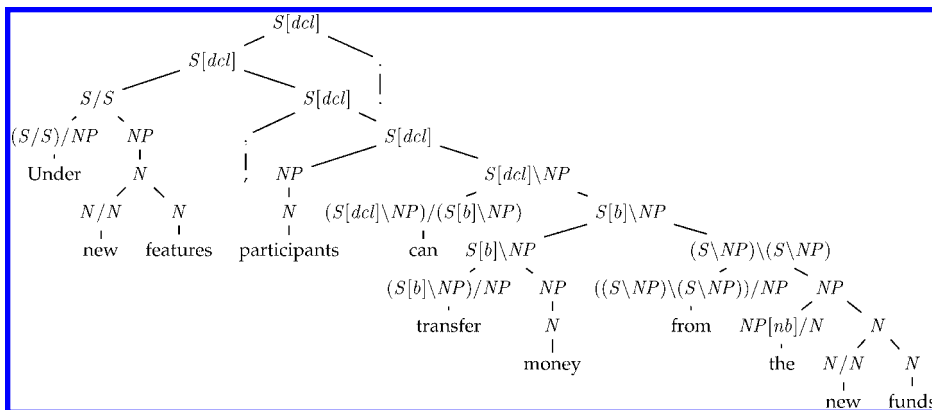 S[dcl]
S[dcl] .
S/S S[dcl] .
(S/S)/NP NP , S[dcl]
Under N , NP S[dcl]\NP
N/N N N (S[dcl]\NP)/(S[b]\NP) S[b]\NP
new features participants can S[b]\NP (S\NP)\(S\NP)
(S[b]\NP)/NP NP ((S\NP)\(S\NP))/NP NP
transfer N from NP[nb]/N N
money the N/N N
new funds